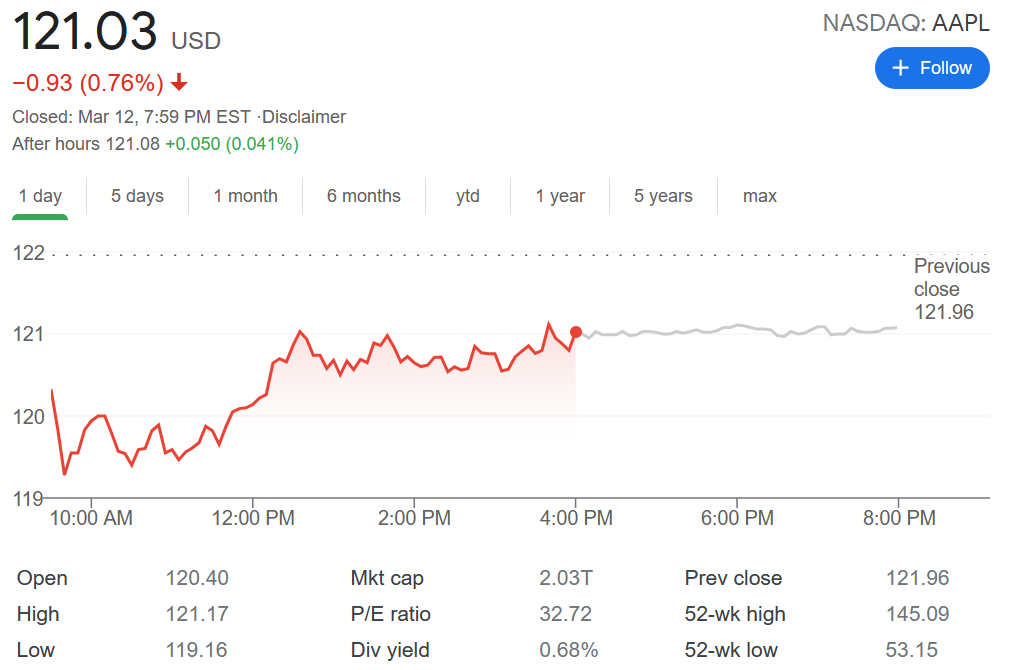 121.03 USD
NASDAQ: AAPL
−0.93 (0.76%)
+ Follow
Closed: Mar 12, 7:59 PM EST ·Disclaimer
After hours 121.08 +0.050 (0.041%)
1 day 5 days 1 month 6 months ytd 1 year 5 years max
122
Previous
close
121.96
121
120
119
10:00 AM 12:00 PM 2:00 PM 4:00 PM 6:00 PM 8:00 PM
Open 120.40 Mkt cap 2.03T Prev close 121.96
High 121.17 P/E ratio 32.72 52-wk high 145.09
Low 119.16 Div yield 0.68% 52-wk low 53.15